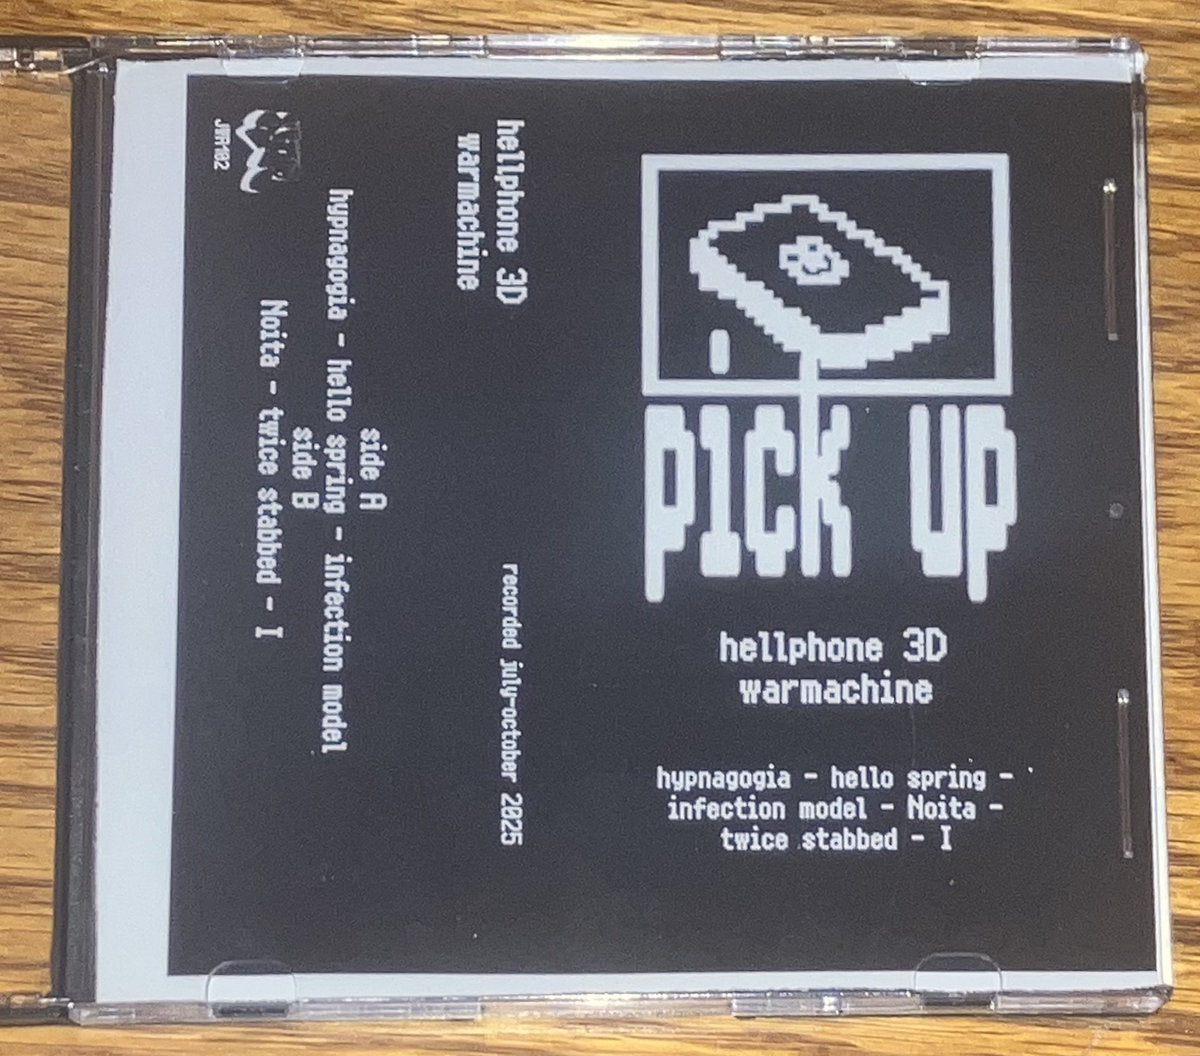 PICK UP
hellphone 3D
warmachine
hypnagogia - hello spring -
infection model - Noita -
twice stabbed - I
hellphone 3D
warmachine
recorded july-october 2025
side A
hypnagogia - hello spring - infection model
side B
Noita - twice stabbed - I